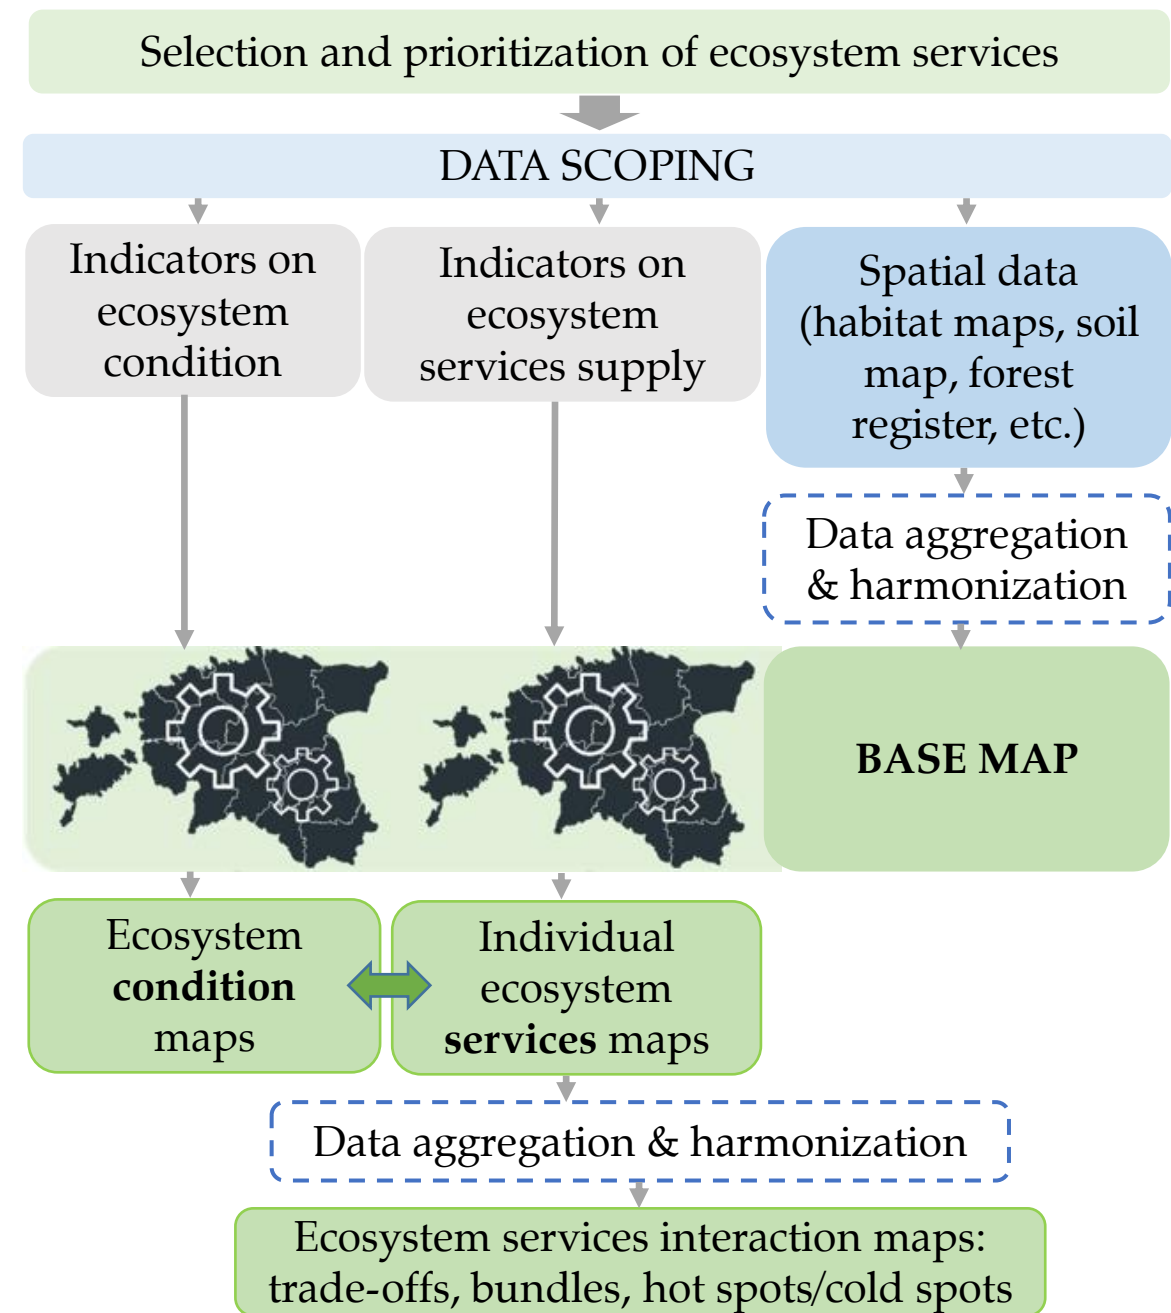 Selection and prioritization of ecosystem services
DATA SCOPING
Indicators on
ecosystem
condition
Indicators on
ecosystem
services supply
Spatial data
(habitat maps, soil
map, forest
register, etc.)
Data aggregation
& harmonization
BASE MAP
Ecosystem
condition
maps
Individual
ecosystem
services maps
Data aggregation & harmonization
Ecosystem services interaction maps:
trade-offs, bundles, hot spots/cold spots